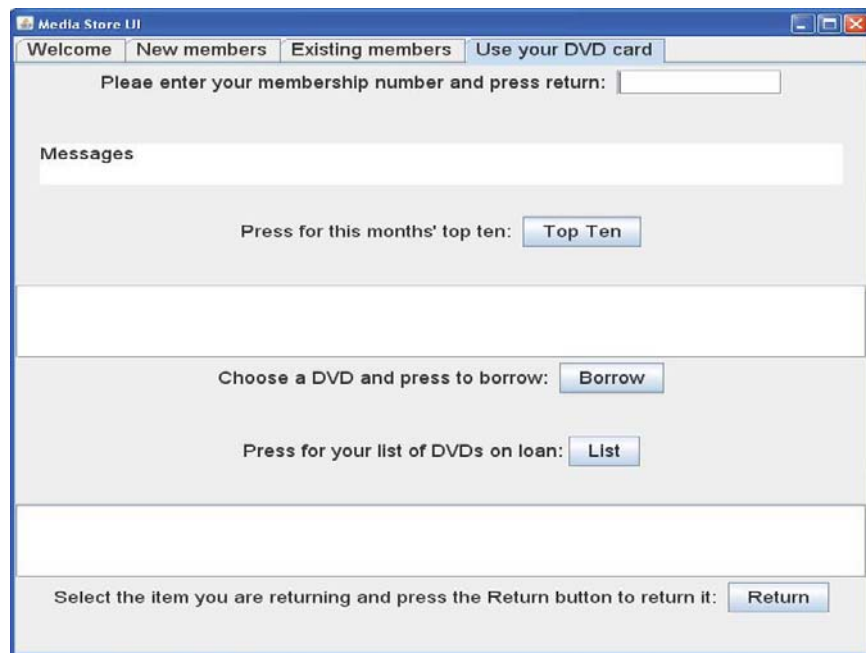 Media Store UI
Welcome New members Existing members Use your DVD card
Pleae enter your membership number and press return:
Messages
Press for this months' top ten: Top Ten
Choose a DVD and press to borrow: Borrow
Press for your list of DVDs on loan: List
Select the item you are returning and press the Return button to return it: Return